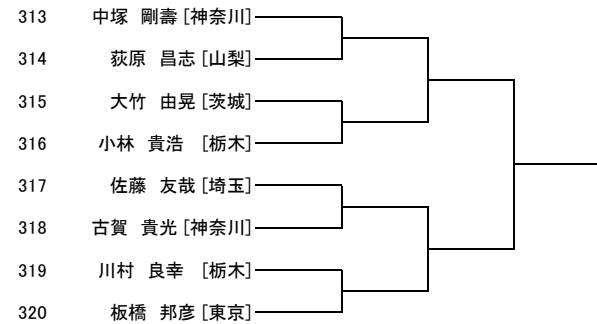 313 中塚 剛壽 [神奈川]
314 荻原 昌志 [山梨]
315 大竹 由晃 [茨城]
316 小林 貴浩 [栃木]
317 佐藤 友哉 [埼玉]
318 古賀 貴光 [神奈川]
319 川村 良幸 [栃木]
320 板橋 邦彦 [東京]